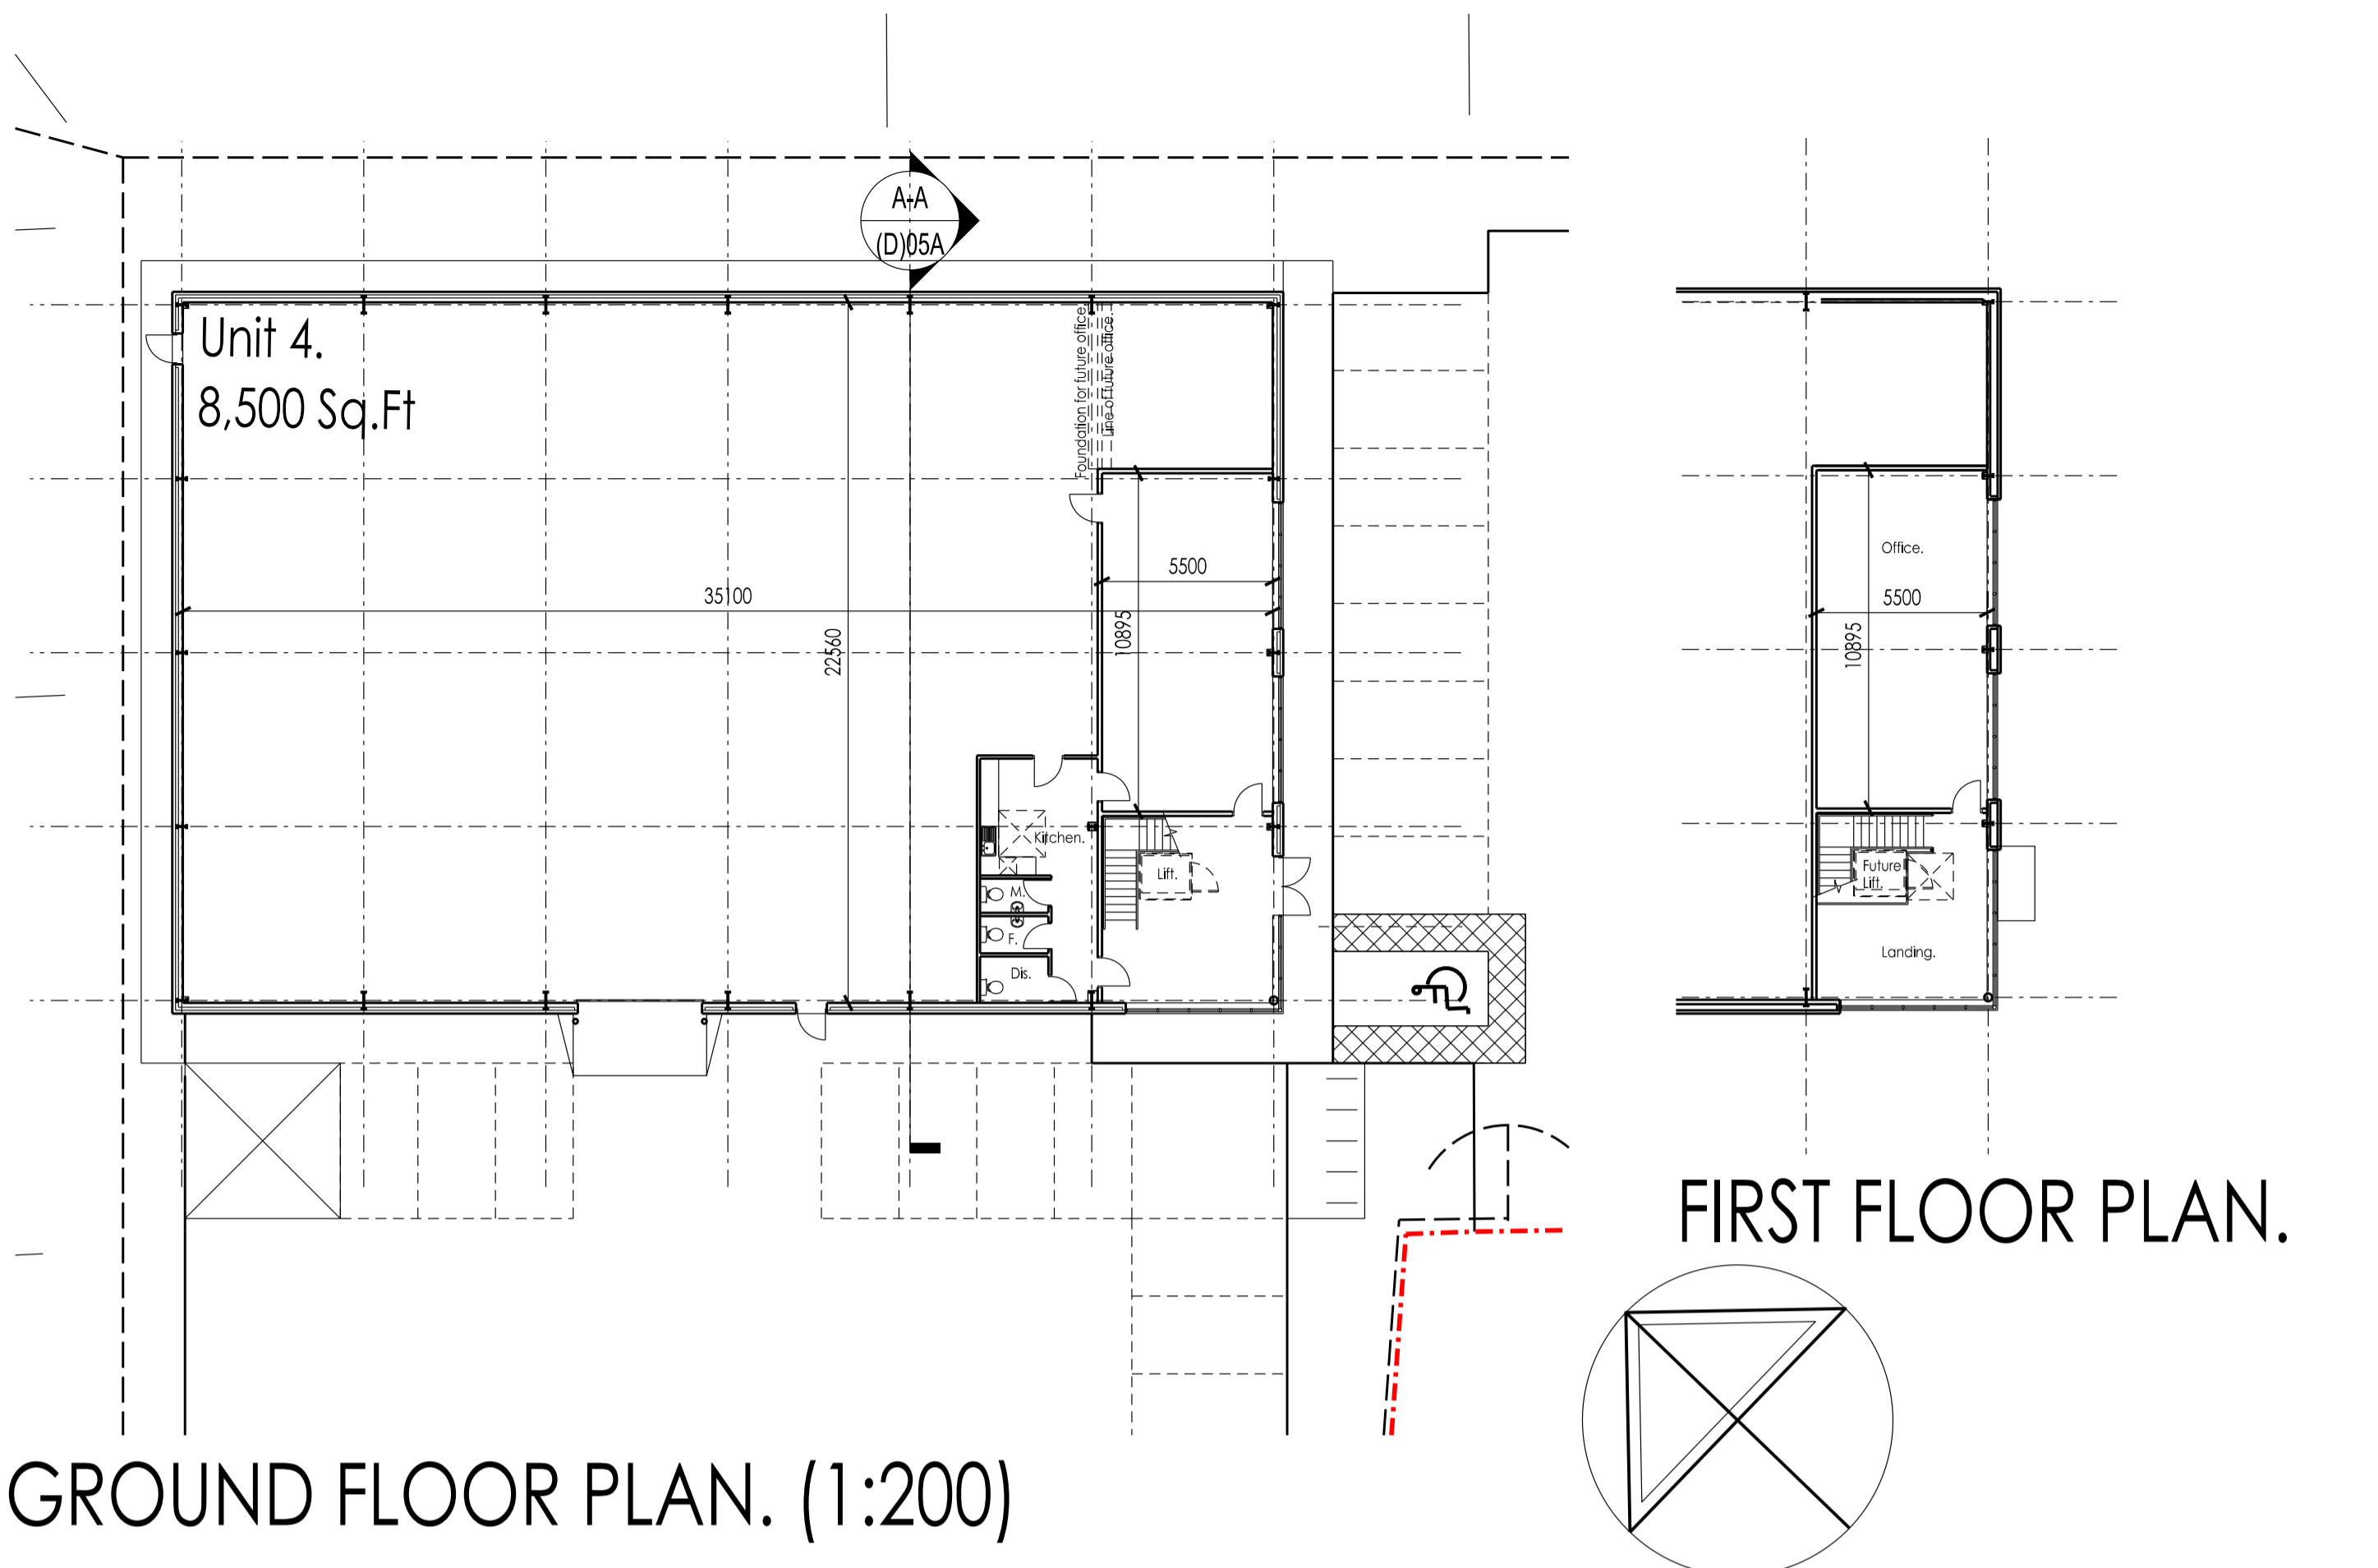 A-A
(D)05A
Unit 4.
8,500 Sq.Ft
Foundation for future office.
Line of future office.
5500
35100
10895
22560
Kitchen.
Lift.
M.
F.
Dis.
Office.
5500
10895
Future
Lift.
Landing.
FIRST FLOOR PLAN.
GROUND FLOOR PLAN. (1:200)